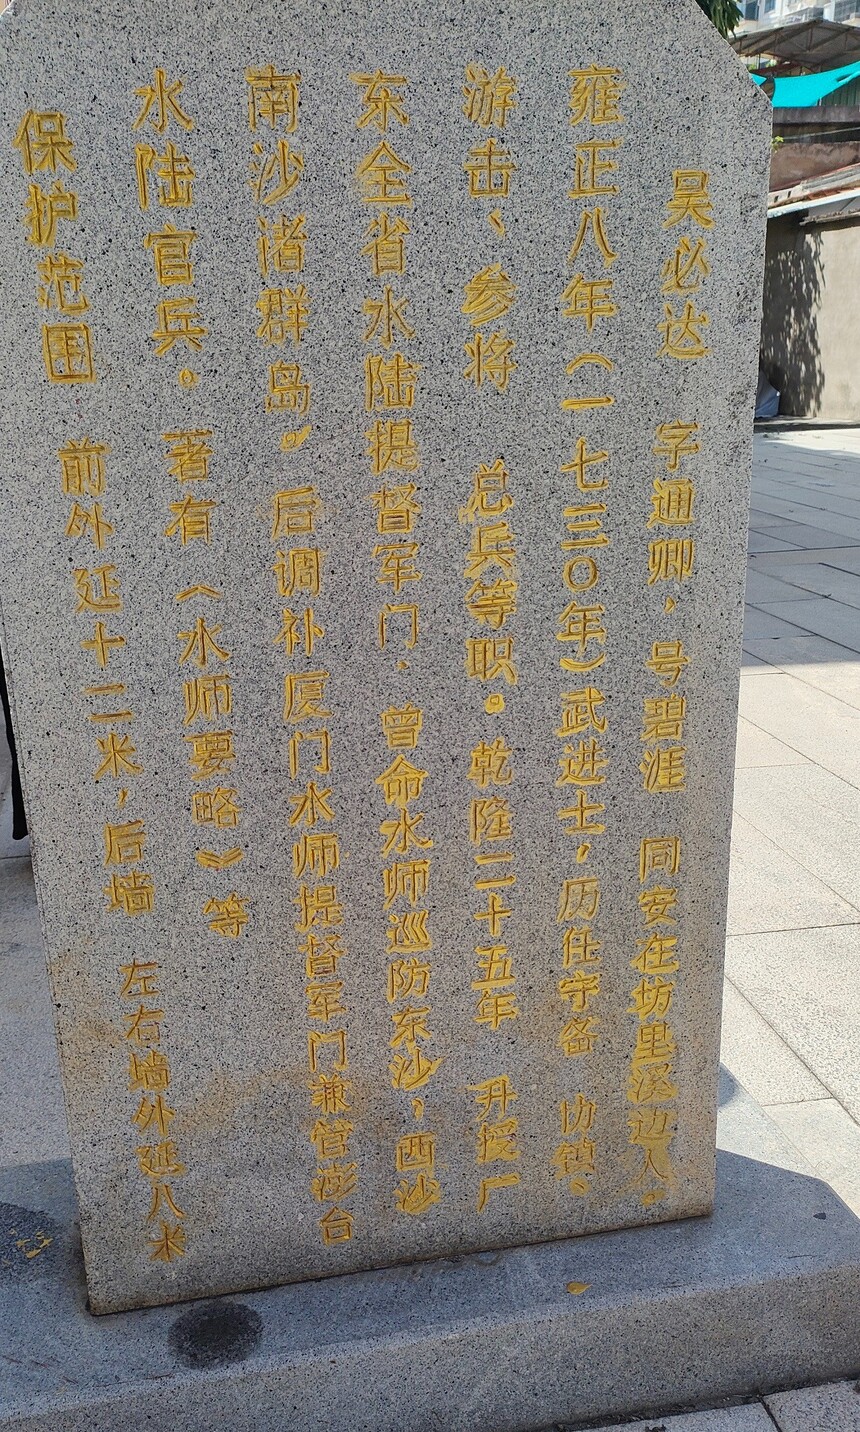 吴必达 字通卿，号碧涯 同安在坊里溪边人。
雍正八年（一七三〇年）武进士，历任守备 协镇、
游击、参将 总兵等职。乾隆二十五年 升授广
东全省水陆提督军门．曾命水师巡防东沙，西沙
南沙诸群岛。后调补厦门水师提督军门兼管澎台
水陆官兵。著有《水师要略》等
保护范围 前外延十二米，后墙 左右墙外延八米